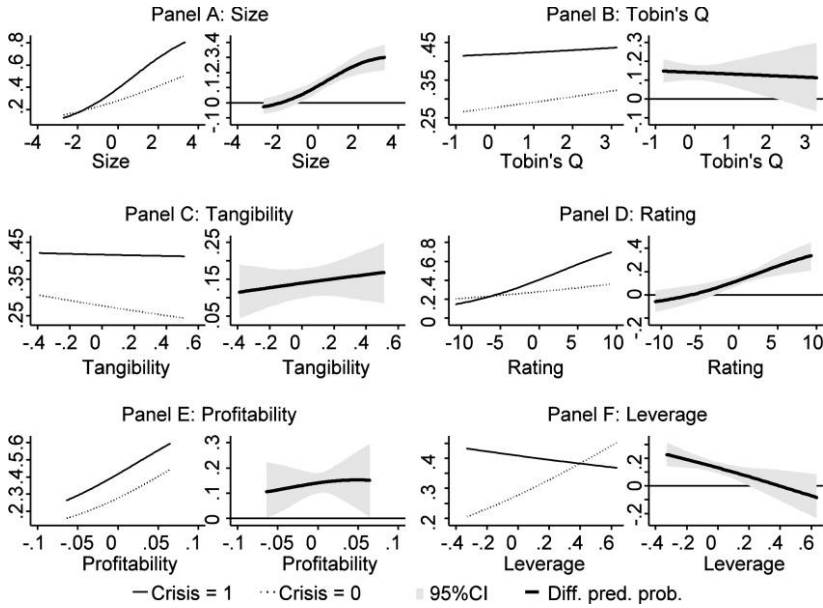 Panel A: Size
Panel B: Tobin's Q
.2 .4 .6 .8
-4 -2 0 2 4
Size
-.1 0 .1 .2 .3 .4
-4 -2 0 2 4
Size
.25 .35 .45
-1 0 1 2 3
Tobin's Q
-.1 0 .1 .2 .3
-1 0 1 2 3
Tobin's Q
Panel C: Tangibility
Panel D: Rating
.25 .35 .45
-.4 -.2 0 .2 .4 .6
Tangibility
.05 .15 .25
-.4 -.2 0 .2 .4 .6
Tangibility
0 .2 .4 .6 .8
-10 -5 0 5 10
Rating
-.2 0 .2 .4
-10 -5 0 5 10
Rating
Panel E: Profitability
Panel F: Leverage
.2 .3 .4 .5 .6
-.1 -.05 0 .05 .1
Profitability
0 .1 .2 .3
-.1 -.05 0 .05 .1
Profitability
.2 .3 .4
-.4 -.2 0 .2 .4 .6
Leverage
-.2 0 .2
-.4 -.2 0 .2 .4 .6
Leverage
Crisis = 1 Crisis = 0 95%CI Diff. pred. prob.